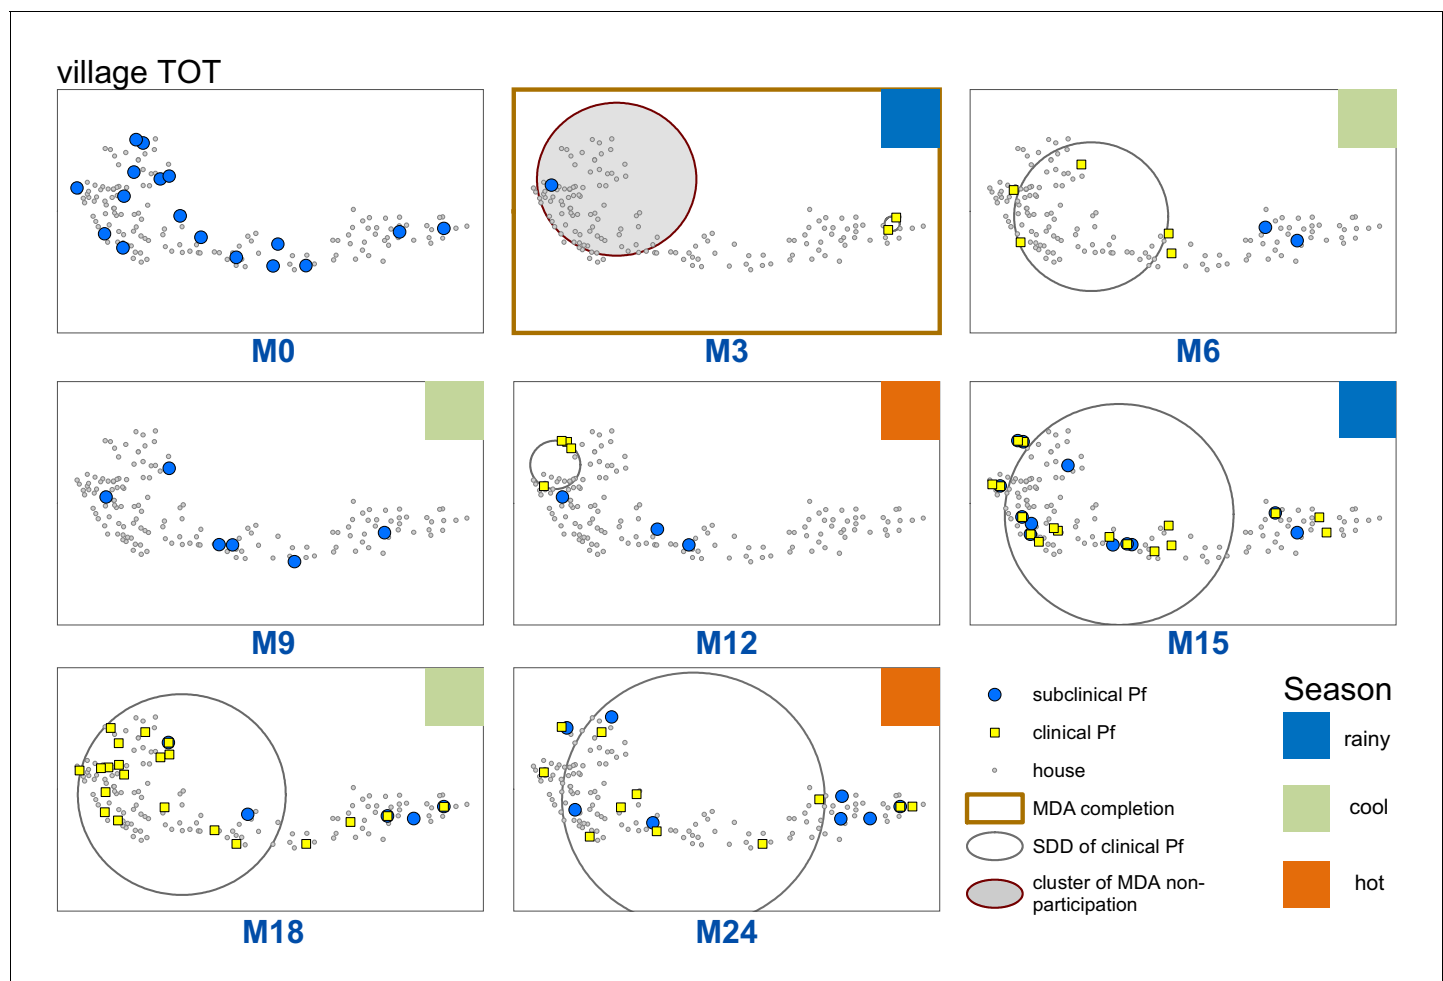 village TOT
M0
M3
M6
M9
M12
M15
M18
M24
subclinical Pf
clinical Pf
house
MDA completion
SDD of clinical Pf
cluster of MDA non-
participation
Season
rainy
cool
hot